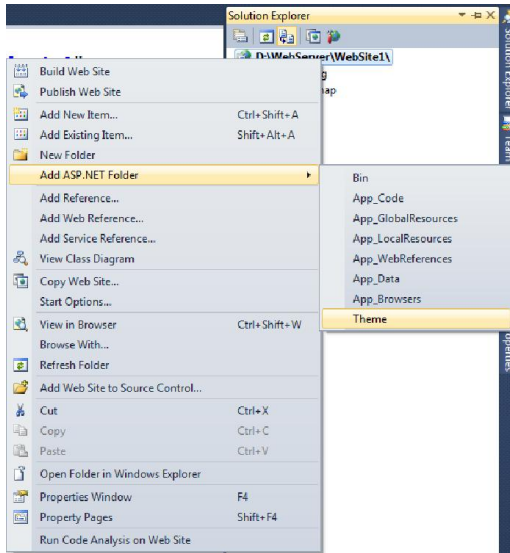 Solution Explorer
D:\WebServer\WebSite1\
Build Web Site
Publish Web Site
Add New Item... Ctrl+Shift+A
Add Existing Item... Shift+Alt+A
New Folder
Add ASP.NET Folder
Add Reference...
Add Web Reference...
Add Service Reference...
View Class Diagram
Copy Web Site...
Start Options...
View in Browser Ctrl+Shift+W
Browse With...
Refresh Folder
Add Web Site to Source Control...
Cut Ctrl+X
Copy Ctrl+C
Paste Ctrl+V
Open Folder in Windows Explorer
Properties Window F4
Property Pages Shift+F4
Run Code Analysis on Web Site
Bin
App_Code
App_GlobalResources
App_LocalResources
App_WebReferences
App_Data
App_Browsers
Theme
Solution Explorer
Team